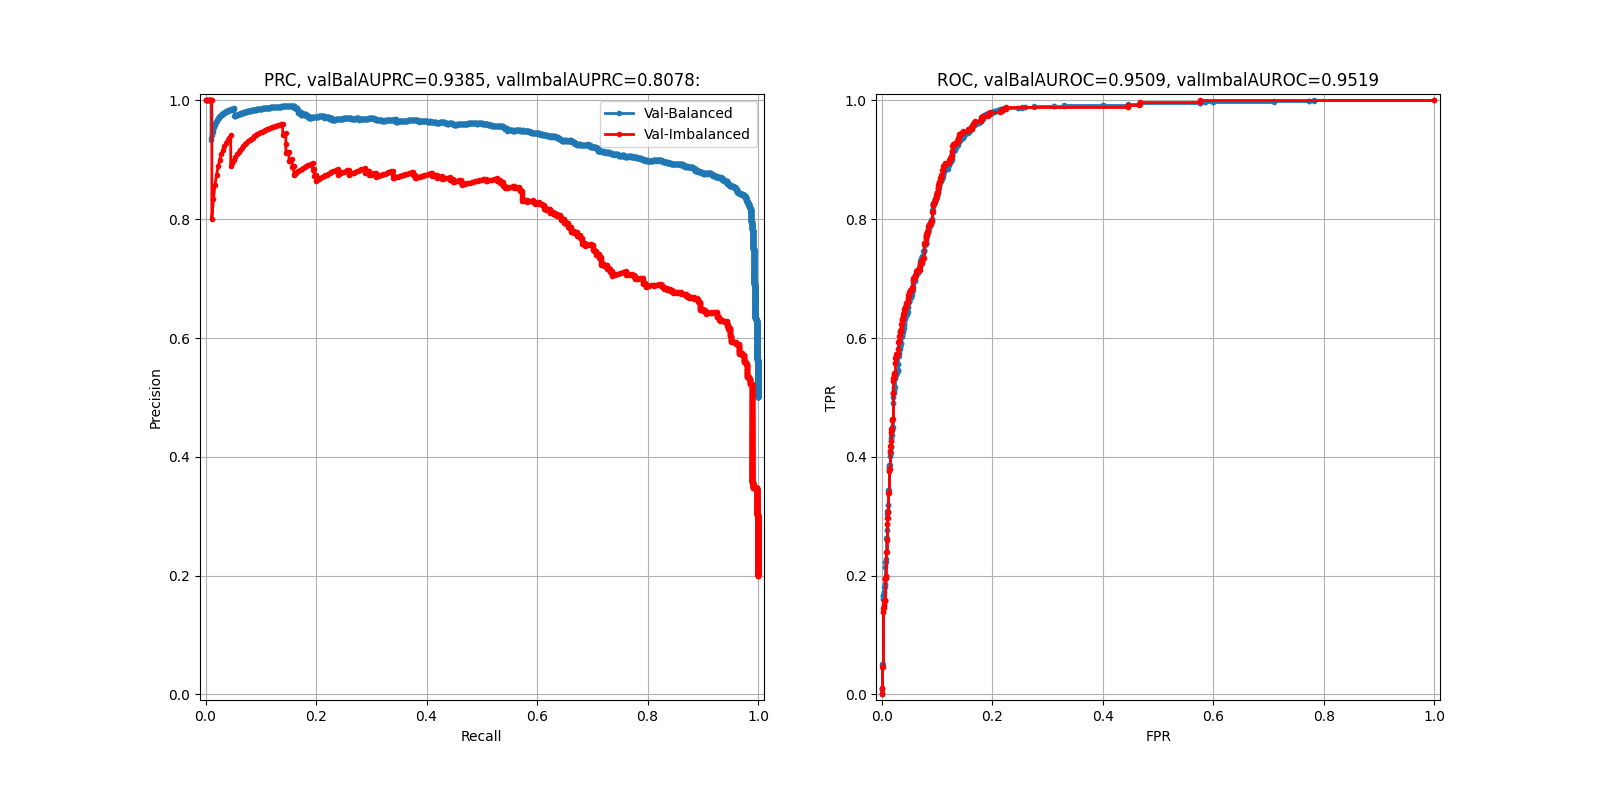 PRC, valBalAUPRC=0.9385, valImbalAUPRC=0.8078:
Val-Balanced
Val-Imbalanced
1.0
0.8
0.6
0.4
0.2
0.0
Precision
0.0 0.2 0.4 0.6 0.8 1.0
Recall
ROC, valBalAUROC=0.9509, valImbalAUROC=0.9519
1.0
0.8
0.6
0.4
0.2
0.0
TPR
0.0 0.2 0.4 0.6 0.8 1.0
FPR